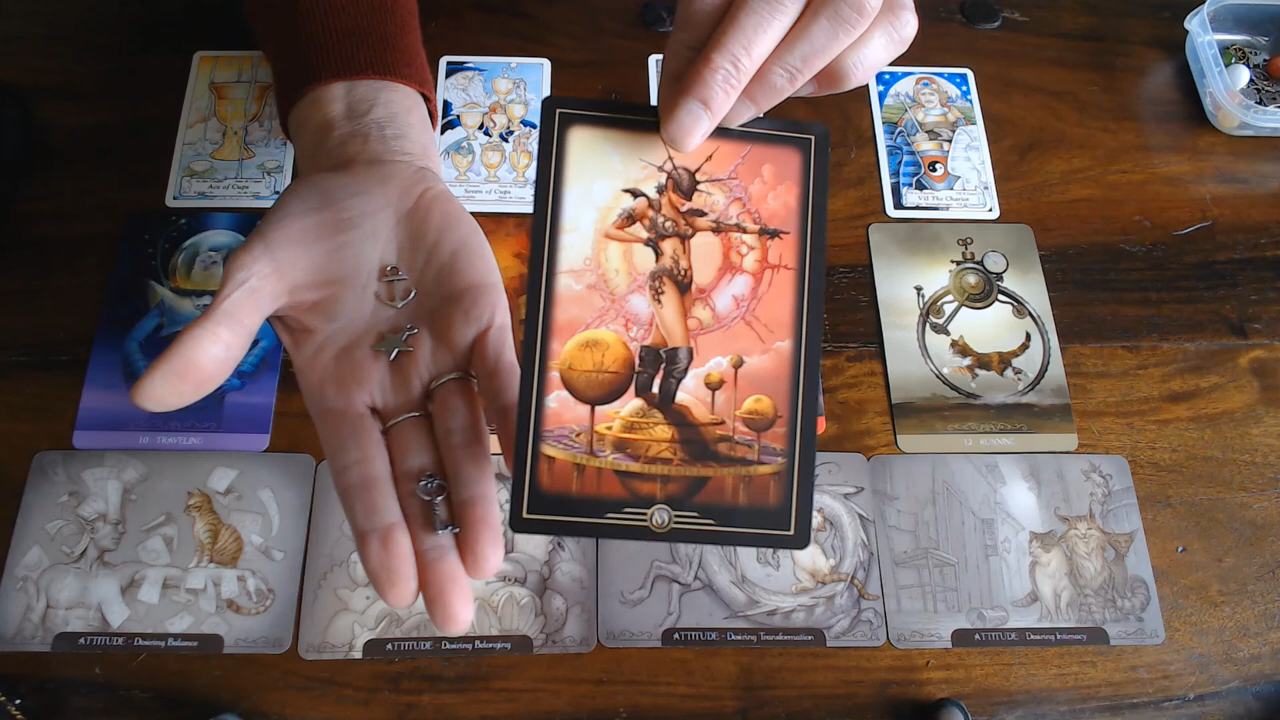 Ace of Cups
Seven of Cups
VII The Chariot
10 · TRAVELING
12 · RUNNING
ATTITUDE - Desiring Balance
ATTITUDE - Desiring Belonging
ATTITUDE - Desiring Transformation
ATTITUDE - Desiring Intimacy